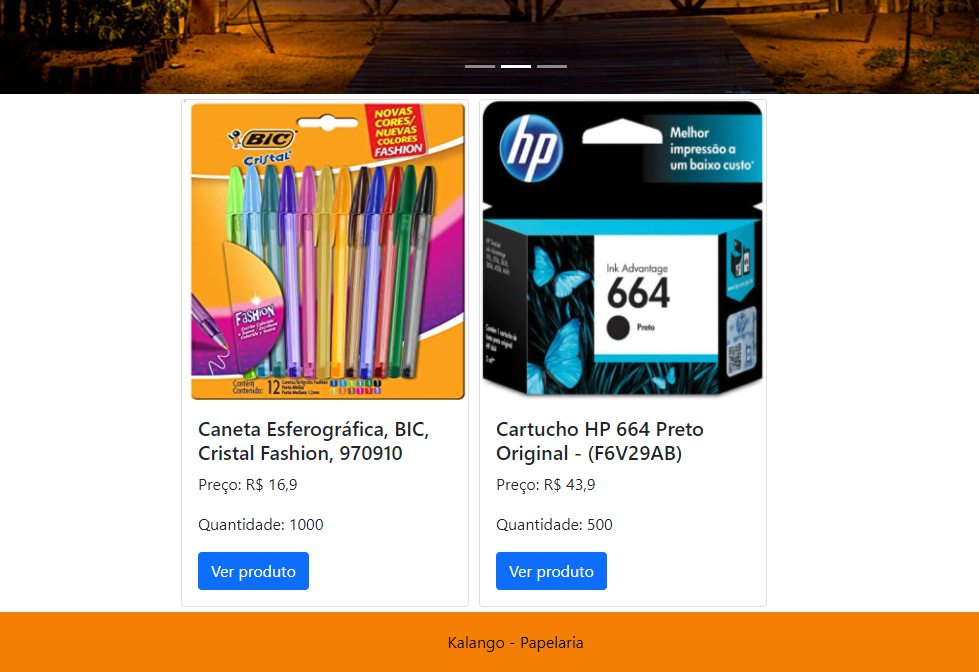 NOVAS
CORES/
NUEVAS
COLORES
FASHION
BIC
Cristal
FASHION
Contém
Contenido: 12
hp
Melhor
impressão a
um baixo custo*
Ink Advantage
664
Preto
Caneta Esferográfica, BIC,
Cristal Fashion, 970910
Preço: R$ 16,9
Quantidade: 1000
Ver produto
Cartucho HP 664 Preto
Original - (F6V29AB)
Preço: R$ 43,9
Quantidade: 500
Ver produto
Kalango - Papelaria